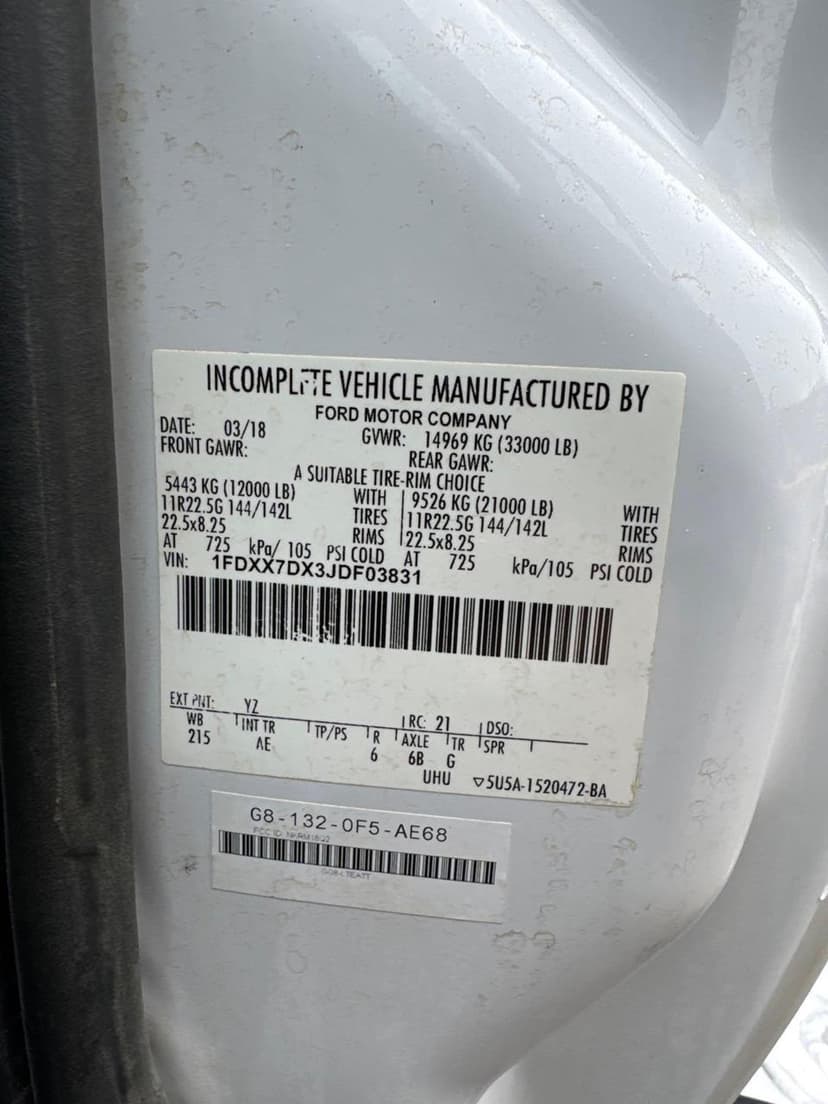 INCOMPLETE VEHICLE MANUFACTURED BY
FORD MOTOR COMPANY
DATE: 03/18 GVWR: 14969 KG (33000 LB)
FRONT GAWR: REAR GAWR:
A SUITABLE TIRE-RIM CHOICE
5443 KG (12000 LB) WITH 9526 KG (21000 LB) WITH
11R22.5G 144/142L TIRES 11R22.5G 144/142L TIRES
22.5x8.25 RIMS 22.5x8.25 RIMS
AT 725 kPa/ 105 PSI COLD AT 725 kPa/105 PSI COLD
VIN: 1FDXX7DX3JDF03831
EXT PNT: YZ RC: 21 DSO:
WB INT TR TP/PS R AXLE TR SPR
215 AE 6 6B G
UHU 5U5A-1520472-BA
G8-132-0F5-AE68
FCC ID: NKRM18Q2